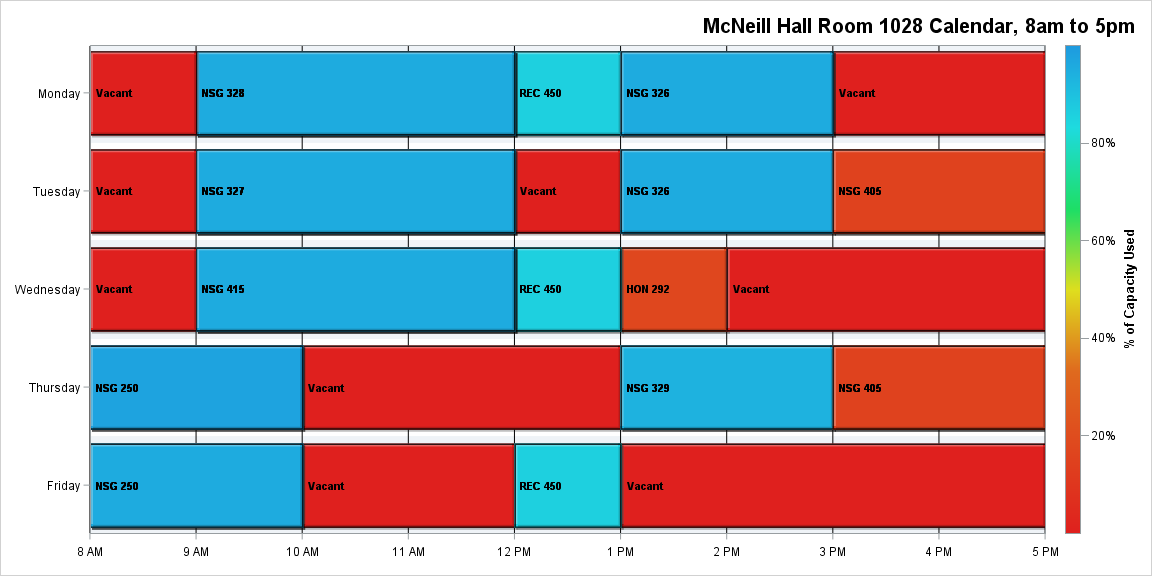 McNeill Hall Room 1028 Calendar, 8am to 5pm
Monday
Vacant
NSG 328
REC 450
NSG 326
Vacant
Tuesday
Vacant
NSG 327
Vacant
NSG 326
NSG 405
Wednesday
Vacant
NSG 415
REC 450
HON 292
Vacant
Thursday
NSG 250
Vacant
NSG 329
NSG 405
Friday
NSG 250
Vacant
REC 450
Vacant
8 AM
9 AM
10 AM
11 AM
12 PM
1 PM
2 PM
3 PM
4 PM
5 PM
80%
60%
40%
20%
% of Capacity Used